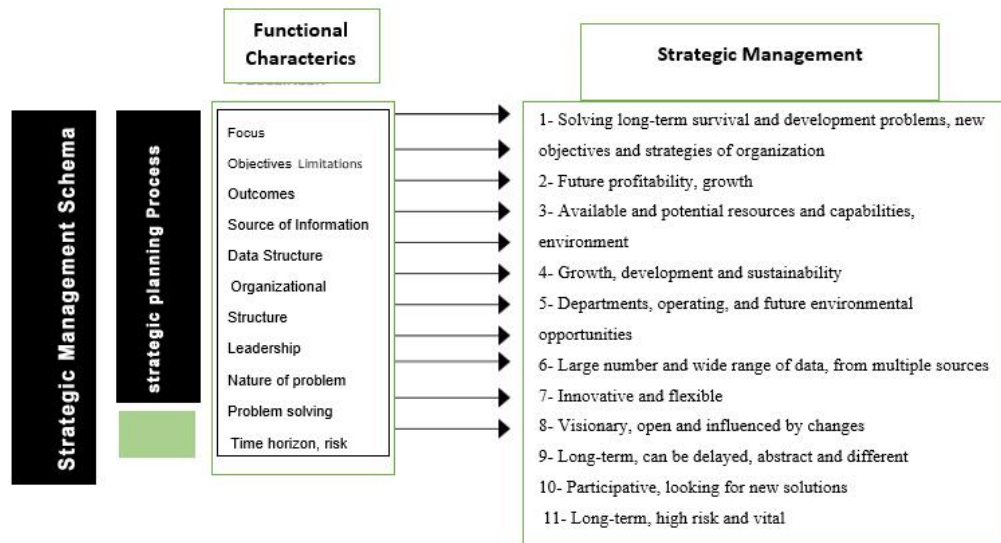 Functional
Characterics
Strategic Management
Strategic Management Schema
strategic planning Process
Focus
Objectives Limitations
Outcomes
Source of Information
Data Structure
Organizational
Structure
Leadership
Nature of problem
Problem solving
Time horizon, risk
1- Solving long-term survival and development problems, new
objectives and strategies of organization
2- Future profitability, growth
3- Available and potential resources and capabilities,
environment
4- Growth, development and sustainability
5- Departments, operating, and future environmental
opportunities
6- Large number and wide range of data, from multiple sources
7- Innovative and flexible
8- Visionary, open and influenced by changes
9- Long-term, can be delayed, abstract and different
10- Participative, looking for new solutions
11- Long-term, high risk and vital